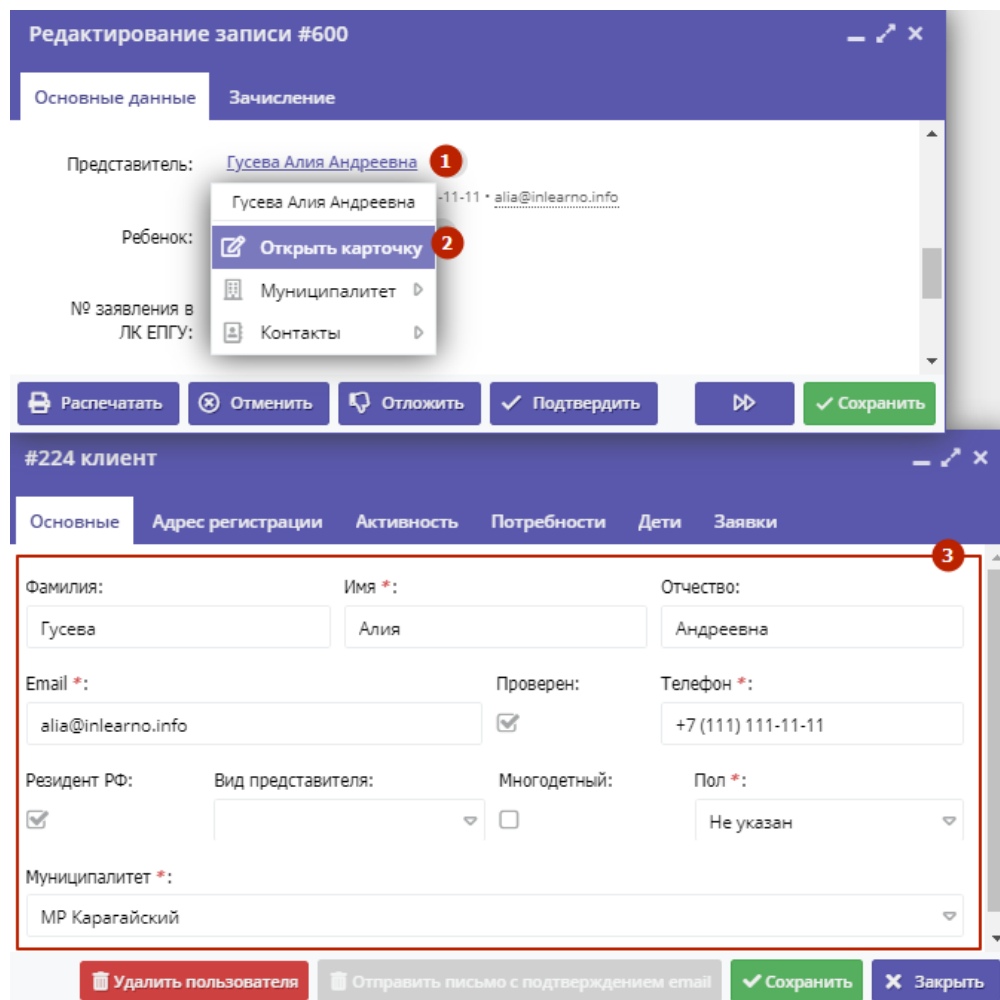 Редактирование записи #600
Основные данные Зачисление
Представитель: Гусева Алия Андреевна 1
Гусева Алия Андреевна -11-11 • alia@inlearno.info
Ребенок: Открыть карточку 2
Муниципалитет
№ заявления в
ЛК ЕПГУ: Контакты
Распечатать Отменить Отложить Подтвердить Сохранить
#224 клиент
Основные Адрес регистрации Активность Потребности Дети Заявки
3
Фамилия: Имя *: Отчество:
Гусева Алия Андреевна
Email *: Проверен: Телефон *:
alia@inlearno.info +7 (111) 111-11-11
Резидент РФ: Вид представителя: Многодетный: Пол *:
Не указан
Муниципалитет *:
МР Карагайский
Удалить пользователя Отправить письмо с подтверждением email Сохранить Закрыть